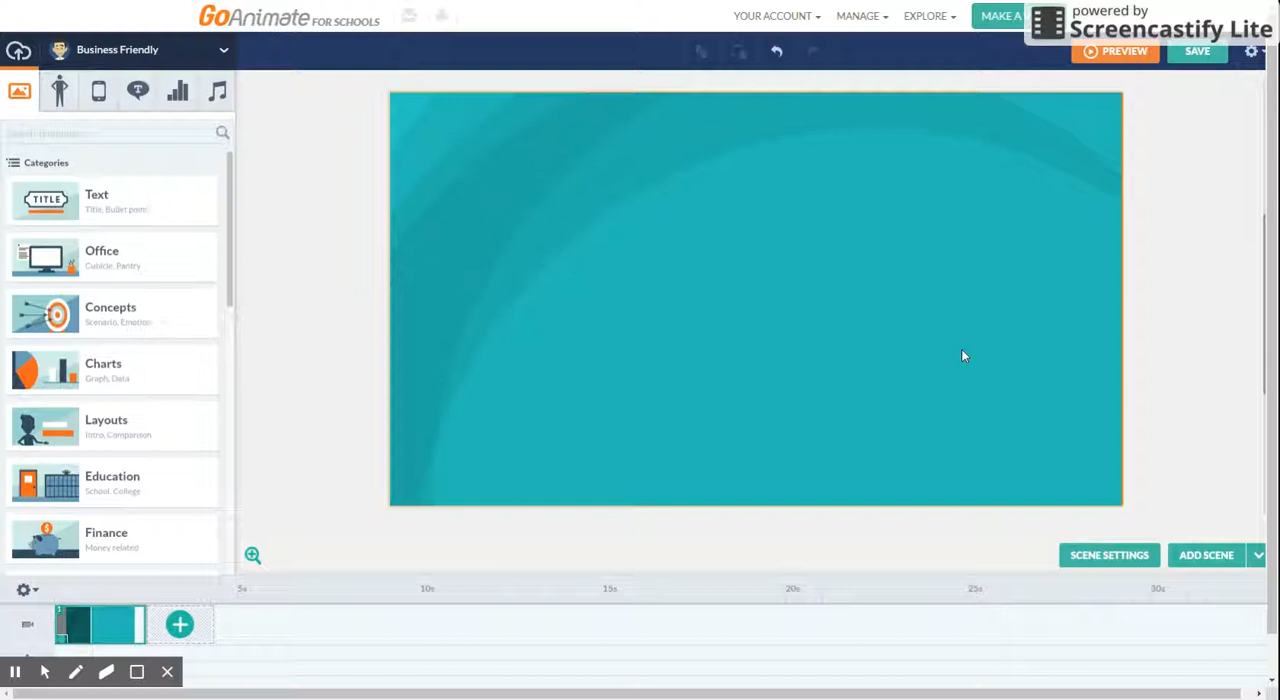 GoAnimate FOR SCHOOLS
YOUR ACCOUNT
MANAGE
EXPLORE
MAKE A
powered by
Screencastify Lite
Business Friendly
PREVIEW
SAVE
Categories
TITLE
Text
Title, Bullet point
Office
Cubicle, Pantry
Concepts
Scenario, Emotion
Charts
Graph, Data
Layouts
Intro, Comparison
Education
School, College
Finance
Money related
SCENE SETTINGS
ADD SCENE
5s
10s
15s
20s
25s
30s
1